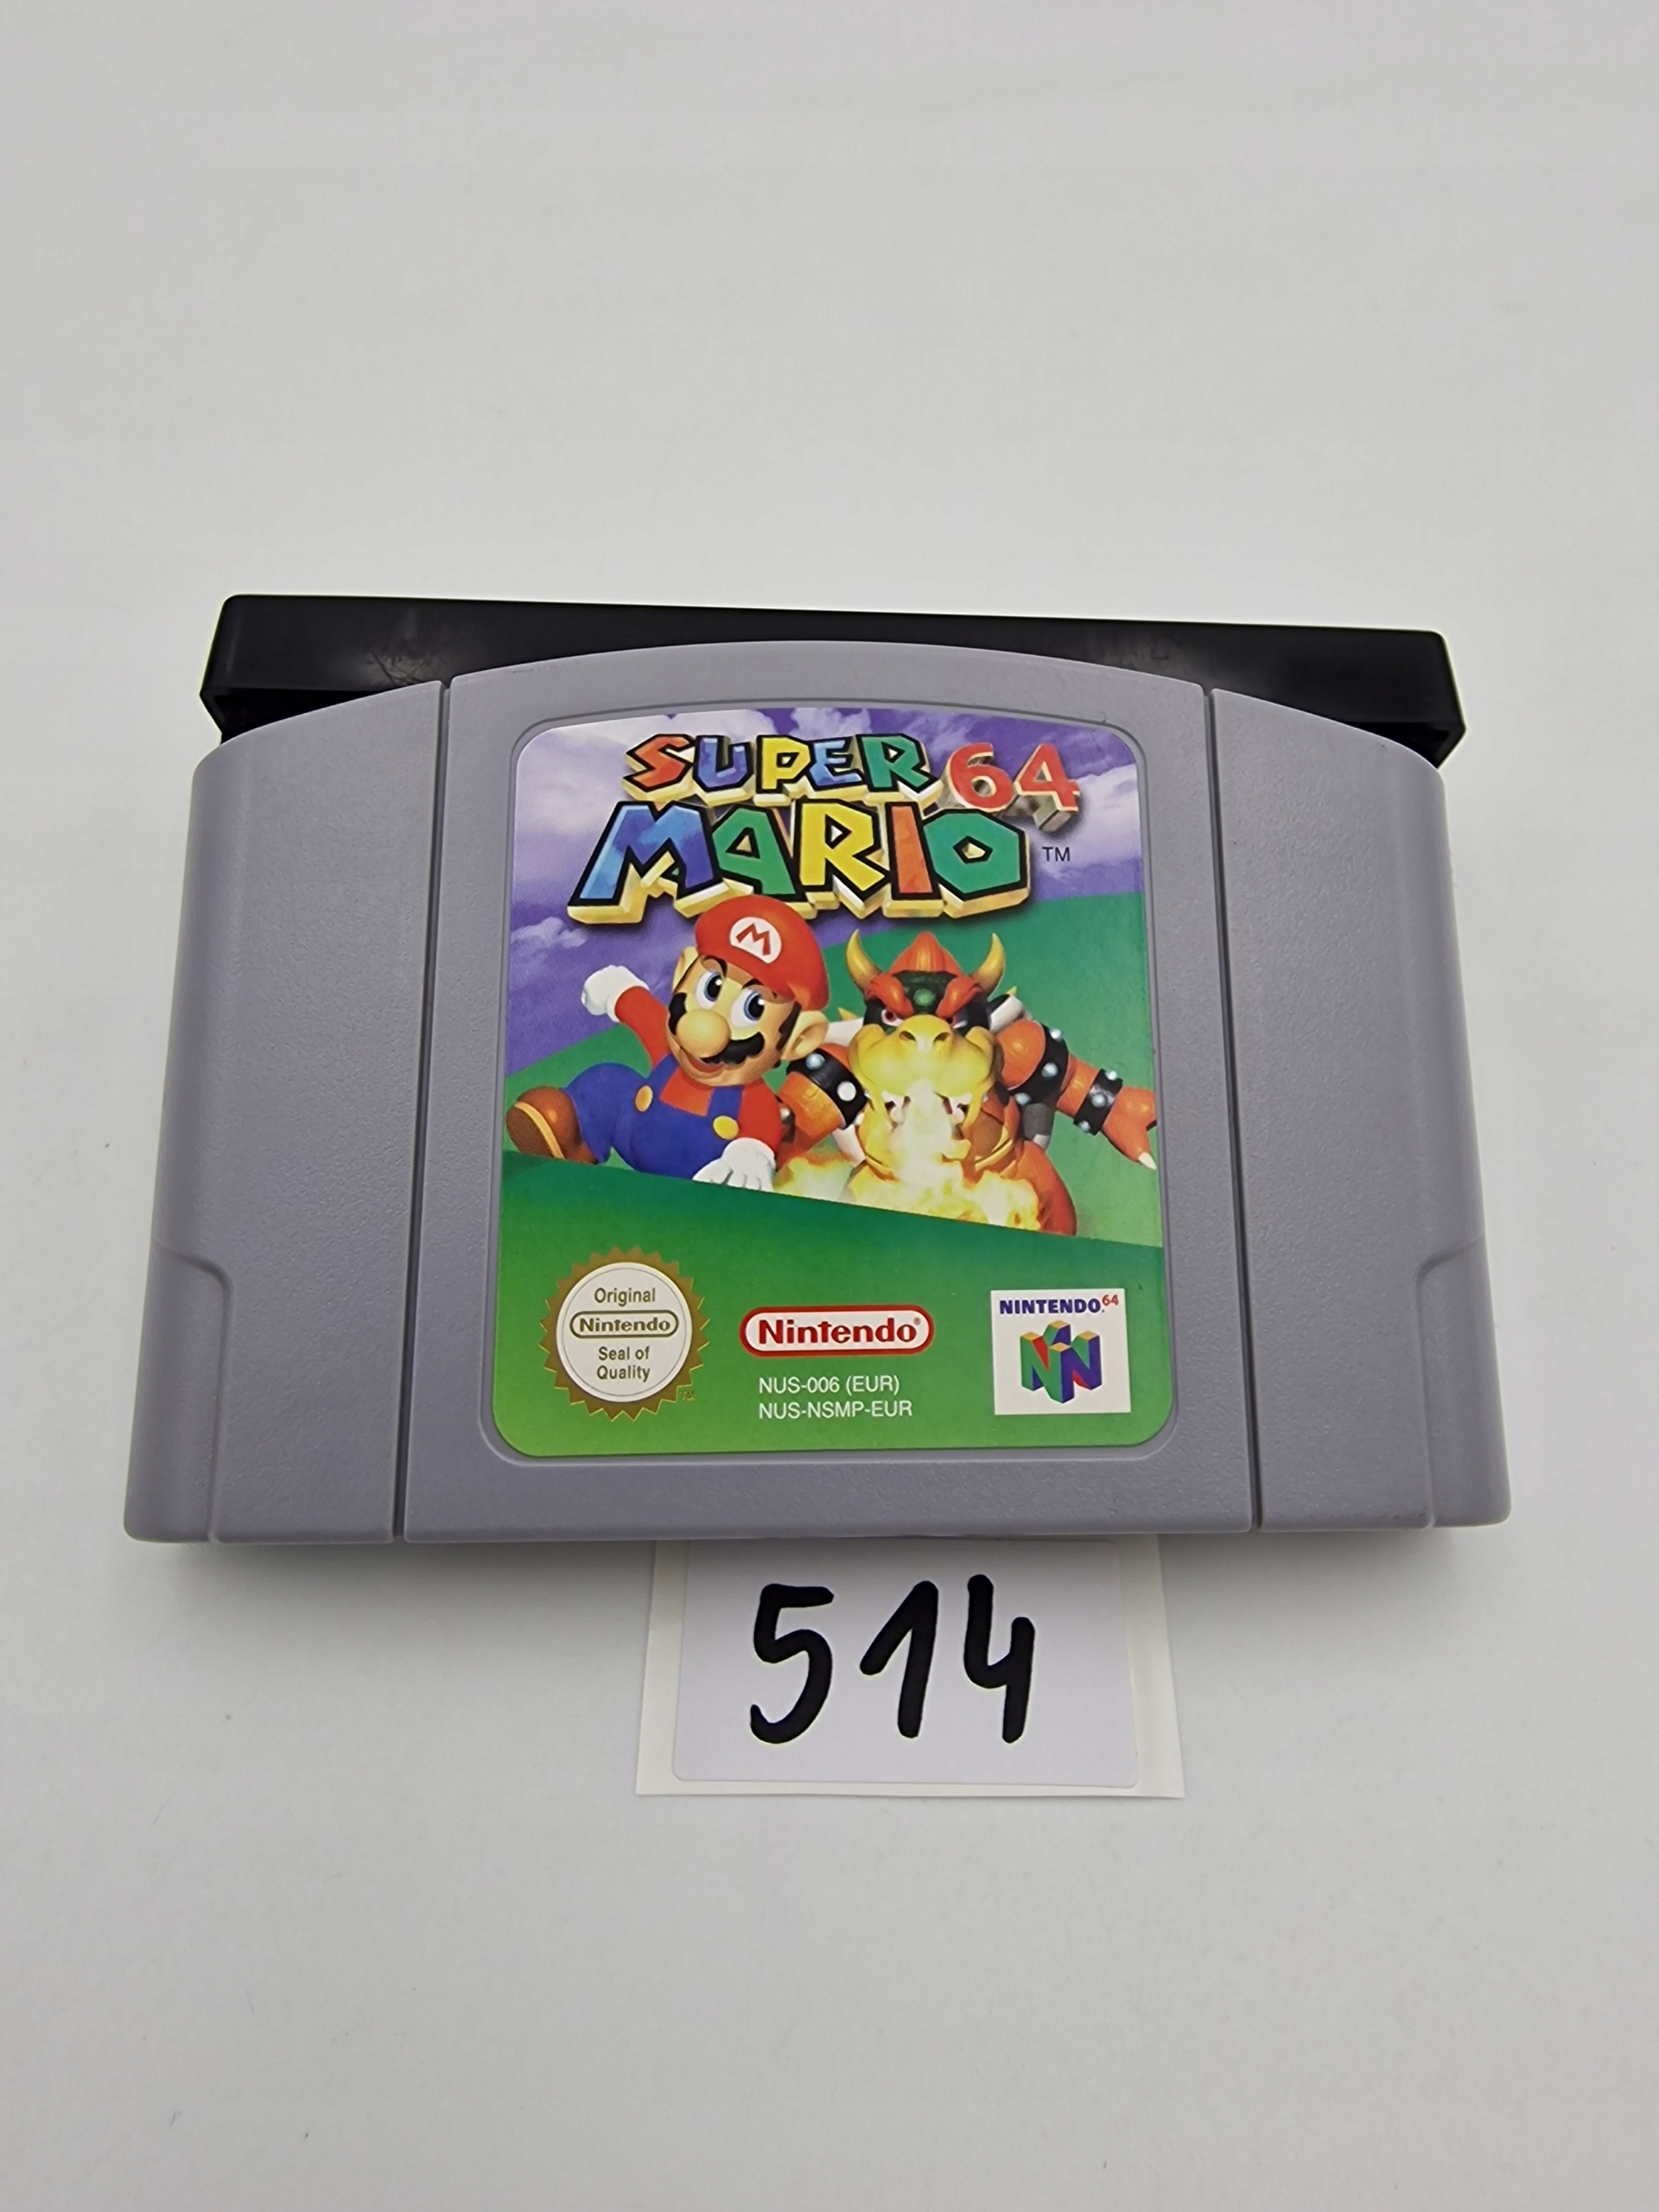 SUPER
MARIO 64
TM
M
Original
Nintendo
Seal of
Quality
TM
Nintendo®
NUS-006 (EUR)
NUS-NSMP-EUR
NINTENDO.64
514